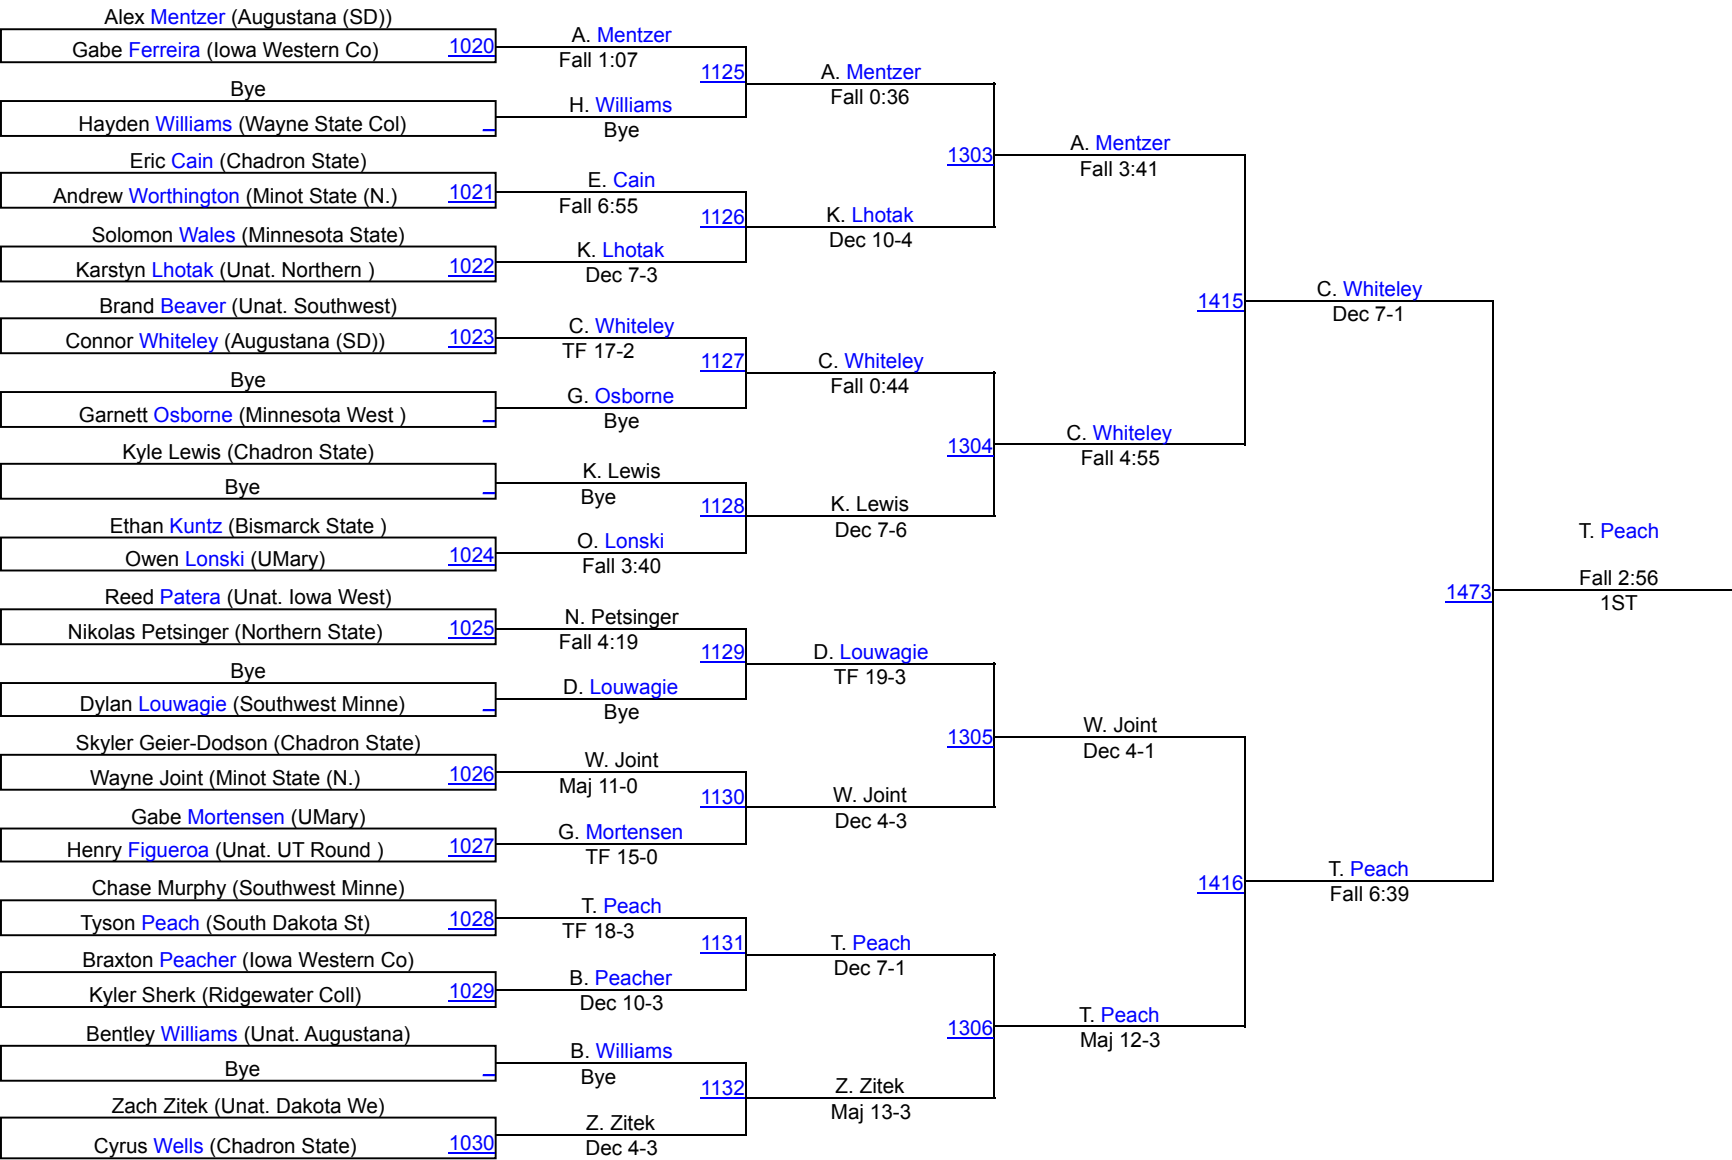 Alex Mentzer (Augustana (SD))
Gabe Ferreira (Iowa Western Co)
1020
Bye
Hayden Williams (Wayne State Col)
Eric Cain (Chadron State)
Andrew Worthington (Minot State (N.)
1021
Solomon Wales (Minnesota State)
Karstyn Lhotak (Unat. Northern )
1022
Brand Beaver (Unat. Southwest)
Connor Whiteley (Augustana (SD))
1023
Bye
Garnett Osborne (Minnesota West )
Kyle Lewis (Chadron State)
Bye
Ethan Kuntz (Bismarck State )
Owen Lonski (UMary)
1024
Reed Patera (Unat. Iowa West)
Nikolas Petsinger (Northern State)
1025
Bye
Dylan Louwagie (Southwest Minne)
Skyler Geier-Dodson (Chadron State)
Wayne Joint (Minot State (N.)
1026
Gabe Mortensen (UMary)
Henry Figueroa (Unat. UT Round )
1027
Chase Murphy (Southwest Minne)
Tyson Peach (South Dakota St)
1028
Braxton Peacher (Iowa Western Co)
Kyler Sherk (Ridgewater Coll)
1029
Bentley Williams (Unat. Augustana)
Bye
Zach Zitek (Unat. Dakota We)
Cyrus Wells (Chadron State)
1030
A. Mentzer
Fall 1:07
1125
H. Williams
Bye
E. Cain
Fall 6:55
1126
K. Lhotak
Dec 7-3
C. Whiteley
TF 17-2
1127
G. Osborne
Bye
K. Lewis
Bye
1128
O. Lonski
Fall 3:40
N. Petsinger
Fall 4:19
1129
D. Louwagie
Bye
W. Joint
Maj 11-0
1130
G. Mortensen
TF 15-0
T. Peach
TF 18-3
1131
B. Peacher
Dec 10-3
B. Williams
Bye
1132
Z. Zitek
Dec 4-3
A. Mentzer
Fall 0:36
1303
K. Lhotak
Dec 10-4
C. Whiteley
Fall 0:44
1304
K. Lewis
Dec 7-6
D. Louwagie
TF 19-3
1305
W. Joint
Dec 4-3
T. Peach
Dec 7-1
1306
Z. Zitek
Maj 13-3
A. Mentzer
Fall 3:41
1415
C. Whiteley
Fall 4:55
W. Joint
Dec 4-1
1416
T. Peach
Maj 12-3
C. Whiteley
Dec 7-1
1473
T. Peach
Fall 6:39
T. Peach
Fall 2:56
1ST